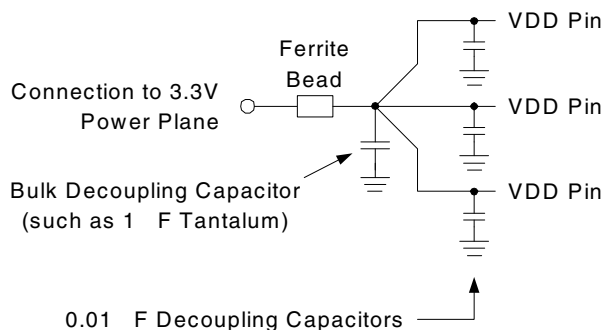 VDD Pin
Ferrite
Bead
Connection to 3.3V
Power Plane
VDD Pin
Bulk Decoupling Capacitor
(such as 1 F Tantalum)
VDD Pin
0.01 F Decoupling Capacitors